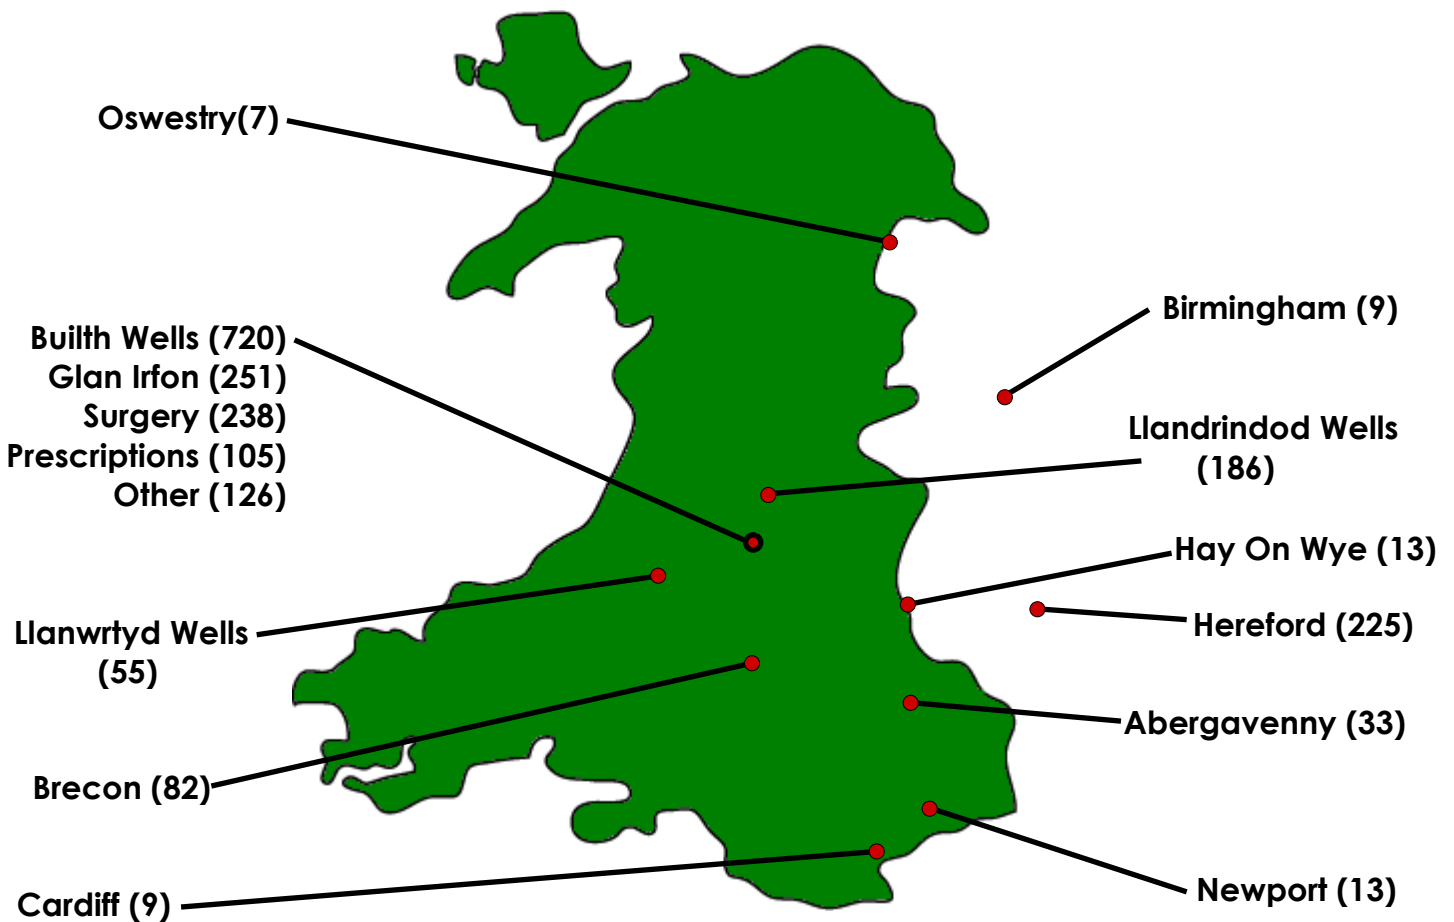 Oswestry(7)
Birmingham (9)
Builth Wells (720)
Glan Irfon (251)
Surgery (238)
Prescriptions (105)
Other (126)
Llandrindod Wells
(186)
Hay On Wye (13)
Hereford (225)
Llanwrtyd Wells
(55)
Abergavenny (33)
Brecon (82)
Newport (13)
Cardiff (9)